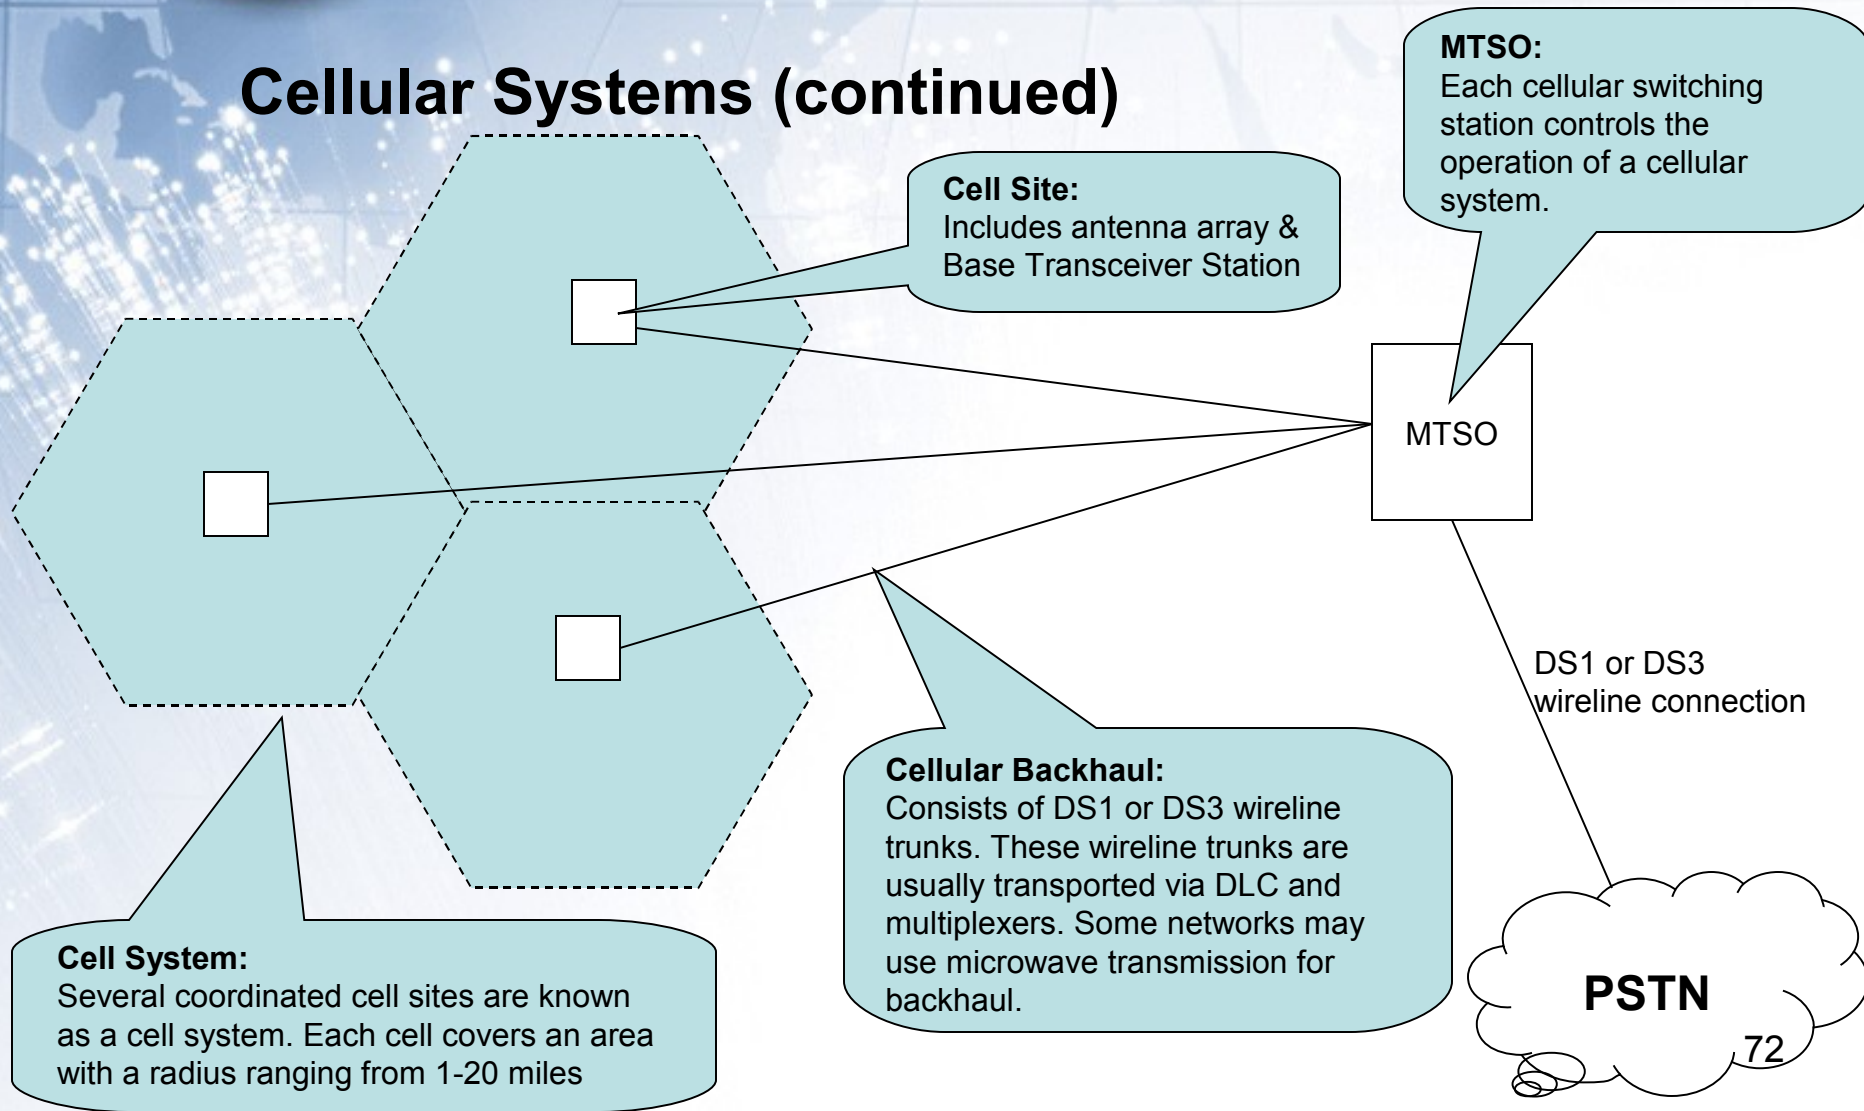 Cellular Systems (continued)
MTSO:
Each cellular switching
station controls the
operation of a cellular
system.
Cell Site:
Includes antenna array &
Base Transceiver Station
MTSO
DS1 or DS3
wireline connection
Cellular Backhaul:
Consists of DS1 or DS3 wireline
trunks. These wireline trunks are
usually transported via DLC and
multiplexers. Some networks may
use microwave transmission for
backhaul.
Cell System:
Several coordinated cell sites are known
as a cell system. Each cell covers an area
with a radius ranging from 1-20 miles
PSTN
72